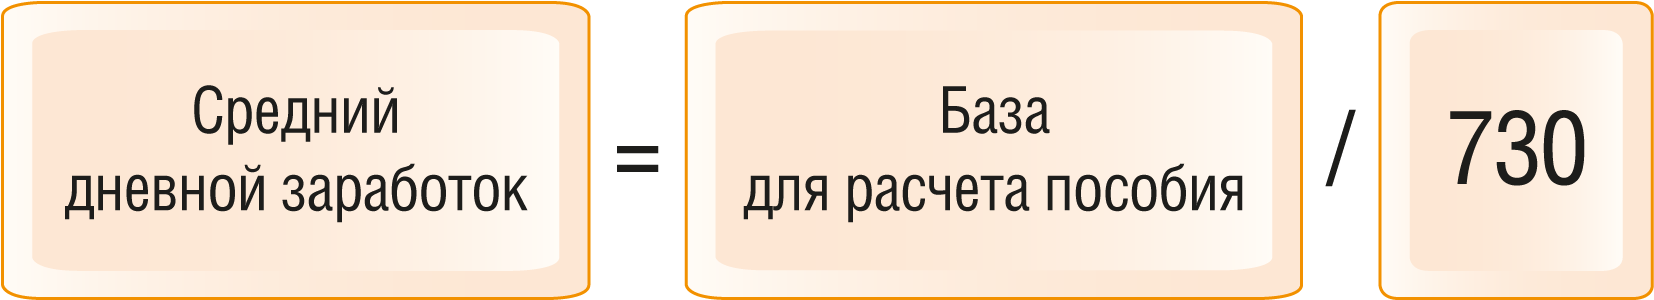 Средний
дневной заработок
=
База
для расчета пособия
/
730